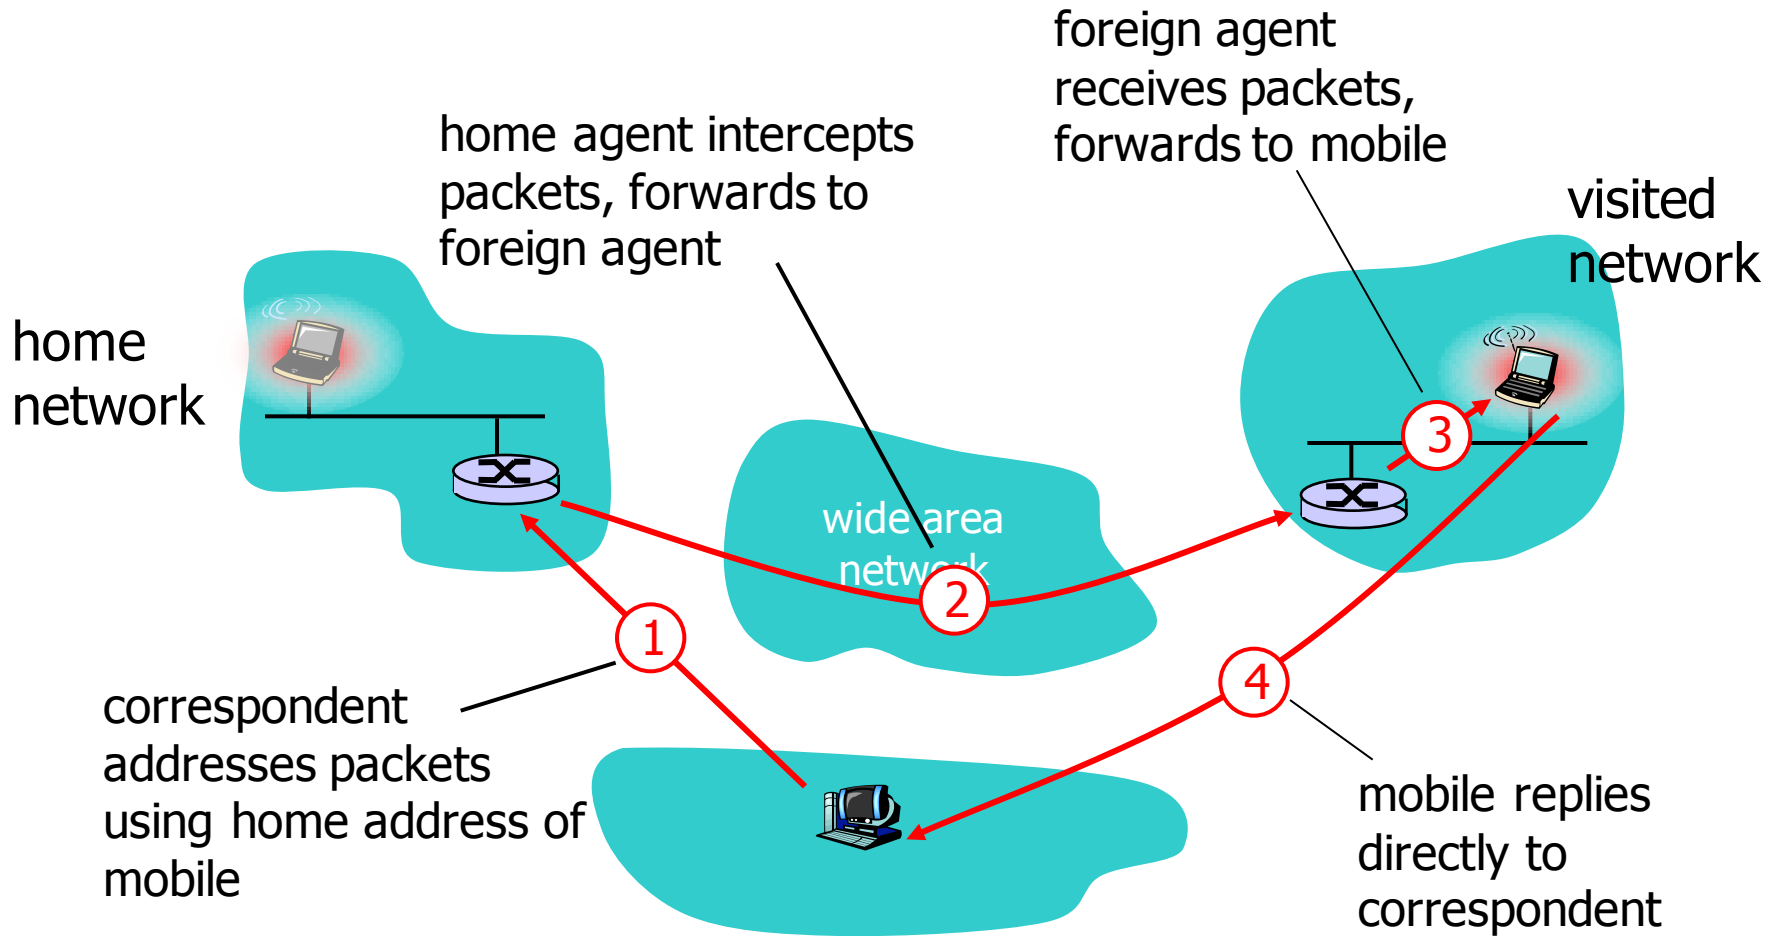 foreign agent
receives packets,
forwards to mobile
home agent intercepts
packets, forwards to
foreign agent
visited
network
home
network
3
wide area
network
2
1
4
correspondent
addresses packets
using home address of
mobile
mobile replies
directly to
correspondent